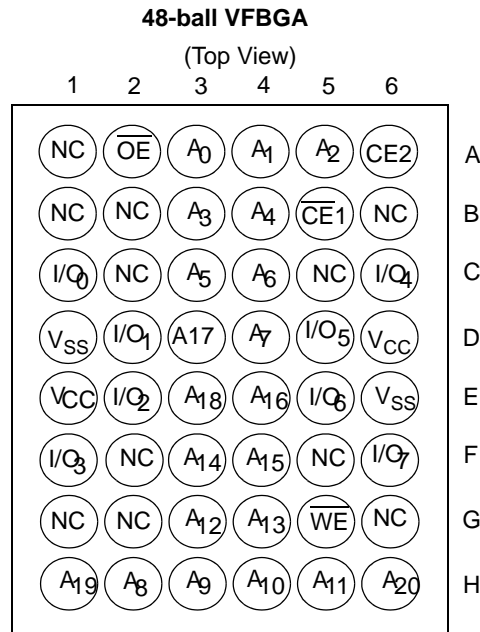 48-ball VFBGA
(Top View)
1 2 3 4 5 6
NC OE A0 A1 A2 CE2 A
NC NC A3 A4 CE1 NC B
I/O0 NC A5 A6 NC I/O4 C
VSS I/O1 A17 A7 I/O5 VCC D
VCC I/O2 A18 A16 I/O6 VSS E
I/O3 NC A14 A15 NC I/O7 F
NC NC A12 A13 WE NC G
A19 A8 A9 A10 A11 A20 H